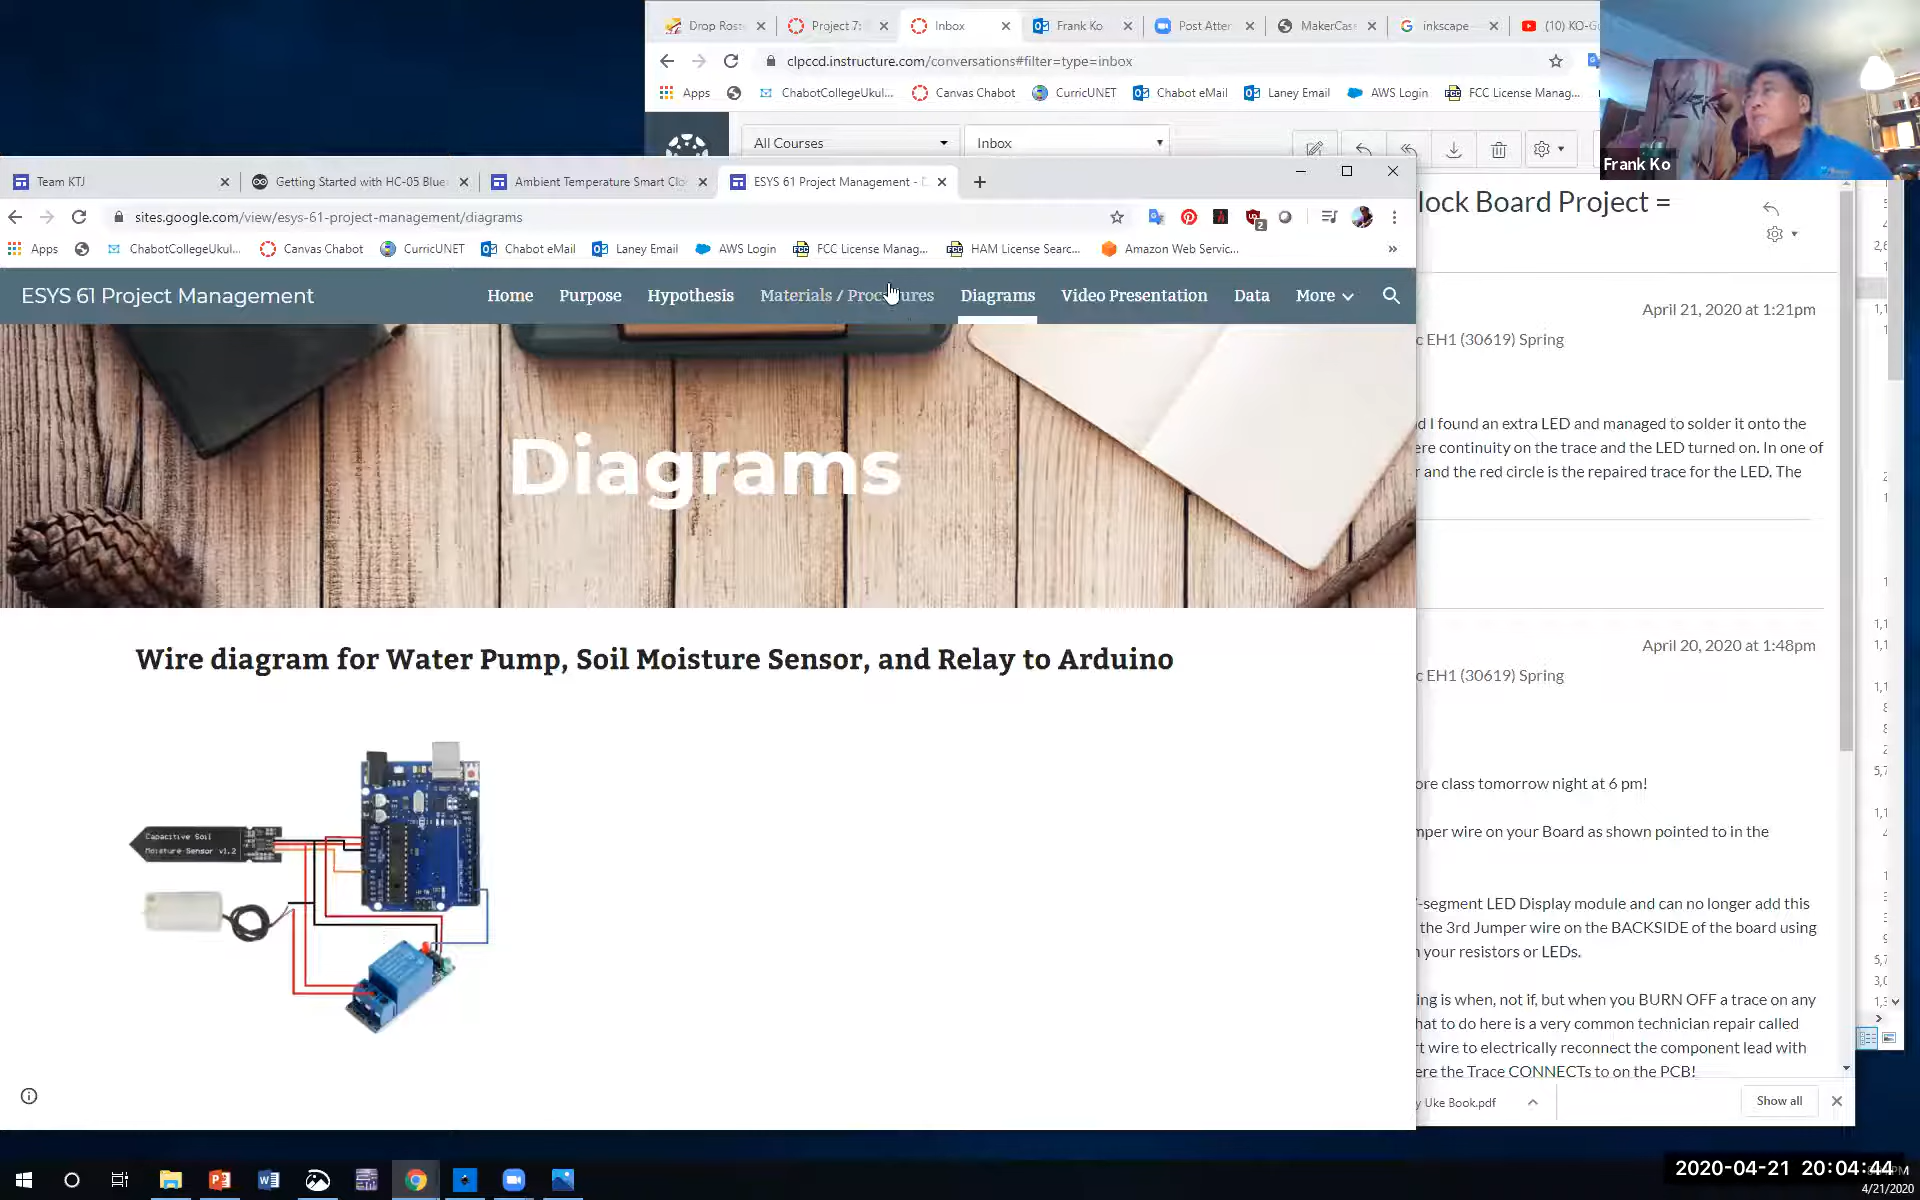 Drop Rost
Project 7:
Inbox
Frank Ko
Post Atter
MakerCas
inkscape
(10) KO-G
clpccd.instructure.com/conversations#filter=type=inbox
Apps
ChabotCollegeUkul...
Canvas Chabot
CurricUNET
Chabot eMail
Laney Email
AWS Login
FCC License Manag...
All Courses
Inbox
Frank Ko
Team KTJ
Getting Started with HC-05 Blue
Ambient Temperature Smart Clo
ESYS 61 Project Management -
sites.google.com/view/esys-61-project-management/diagrams
2
Apps
ChabotCollegeUkul...
Canvas Chabot
CurricUNET
Chabot eMail
Laney Email
AWS Login
FCC License Manag...
HAM License Searc...
Amazon Web Servic...
»
ESYS 61 Project Management
Home
Purpose
Hypothesis
Materials / Procedures
Diagrams
Video Presentation
Data
More
Diagrams
Wire diagram for Water Pump, Soil Moisture Sensor, and Relay to Arduino
Capacitive Soil
Moisture Sensor v1.2
lock Board Project =
April 21, 2020 at 1:21pm
EH1 (30619) Spring
I found an extra LED and managed to solder it onto the
ere continuity on the trace and the LED turned on. In one of
and the red circle is the repaired trace for the LED. The
April 20, 2020 at 1:48pm
EH1 (30619) Spring
ore class tomorrow night at 6 pm!
mper wire on your Board as shown pointed to in the
-segment LED Display module and can no longer add this
the 3rd Jumper wire on the BACKSIDE of the board using
your resistors or LEDs.
ing is when, not if, but when you BURN OFF a trace on any
hat to do here is a very common technician repair called
rt wire to electrically reconnect the component lead with
ere the Trace CONNECTs to on the PCB!
y Uke Book.pdf
Show all
2020-04-21 20:04:44
4/21/2020